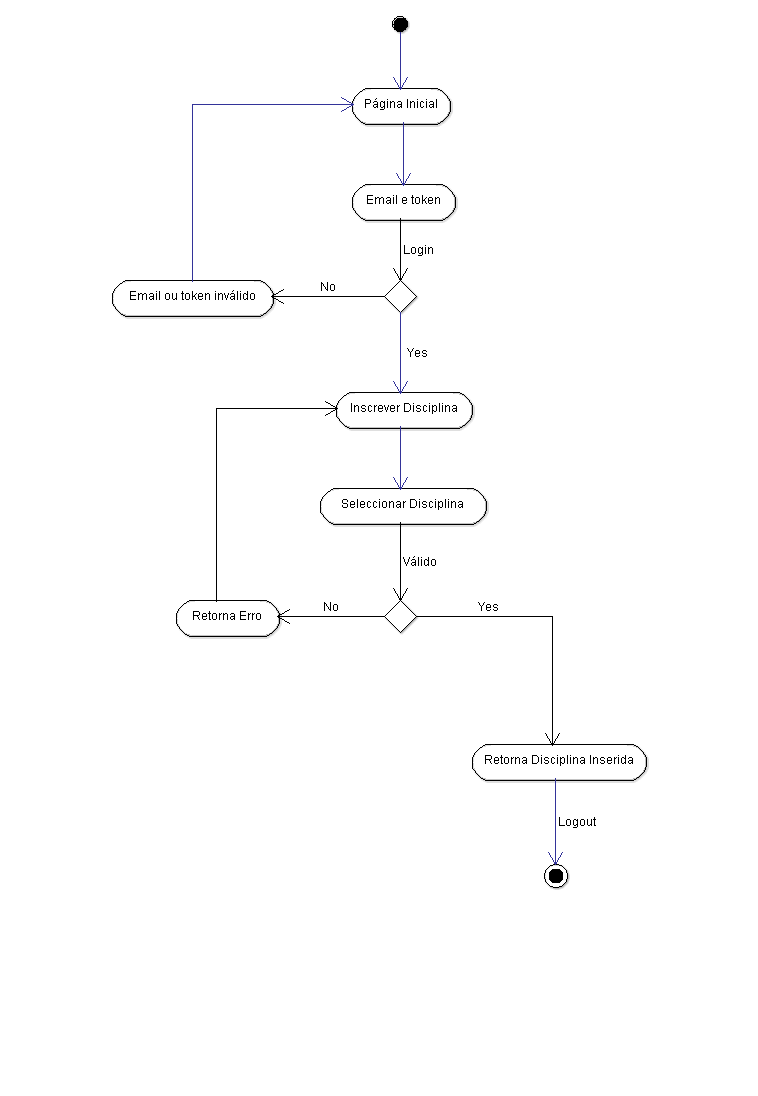 Página Inicial
Email e token
Login
No
Email ou token inválido
Yes
Inscrever Disciplina
Seleccionar Disciplina
Válido
No
Yes
Retorna Erro
Retorna Disciplina Inserida
Logout